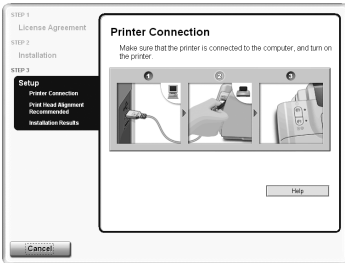 STEP 1
License Agreement
STEP 2
Installation
STEP 3
Setup
Printer Connection
Print Head Alignment
Recommended
Installation Results
Printer Connection
Make sure that the printer is connected to the computer, and turn on
the printer.
1 2 3
Help
Cancel